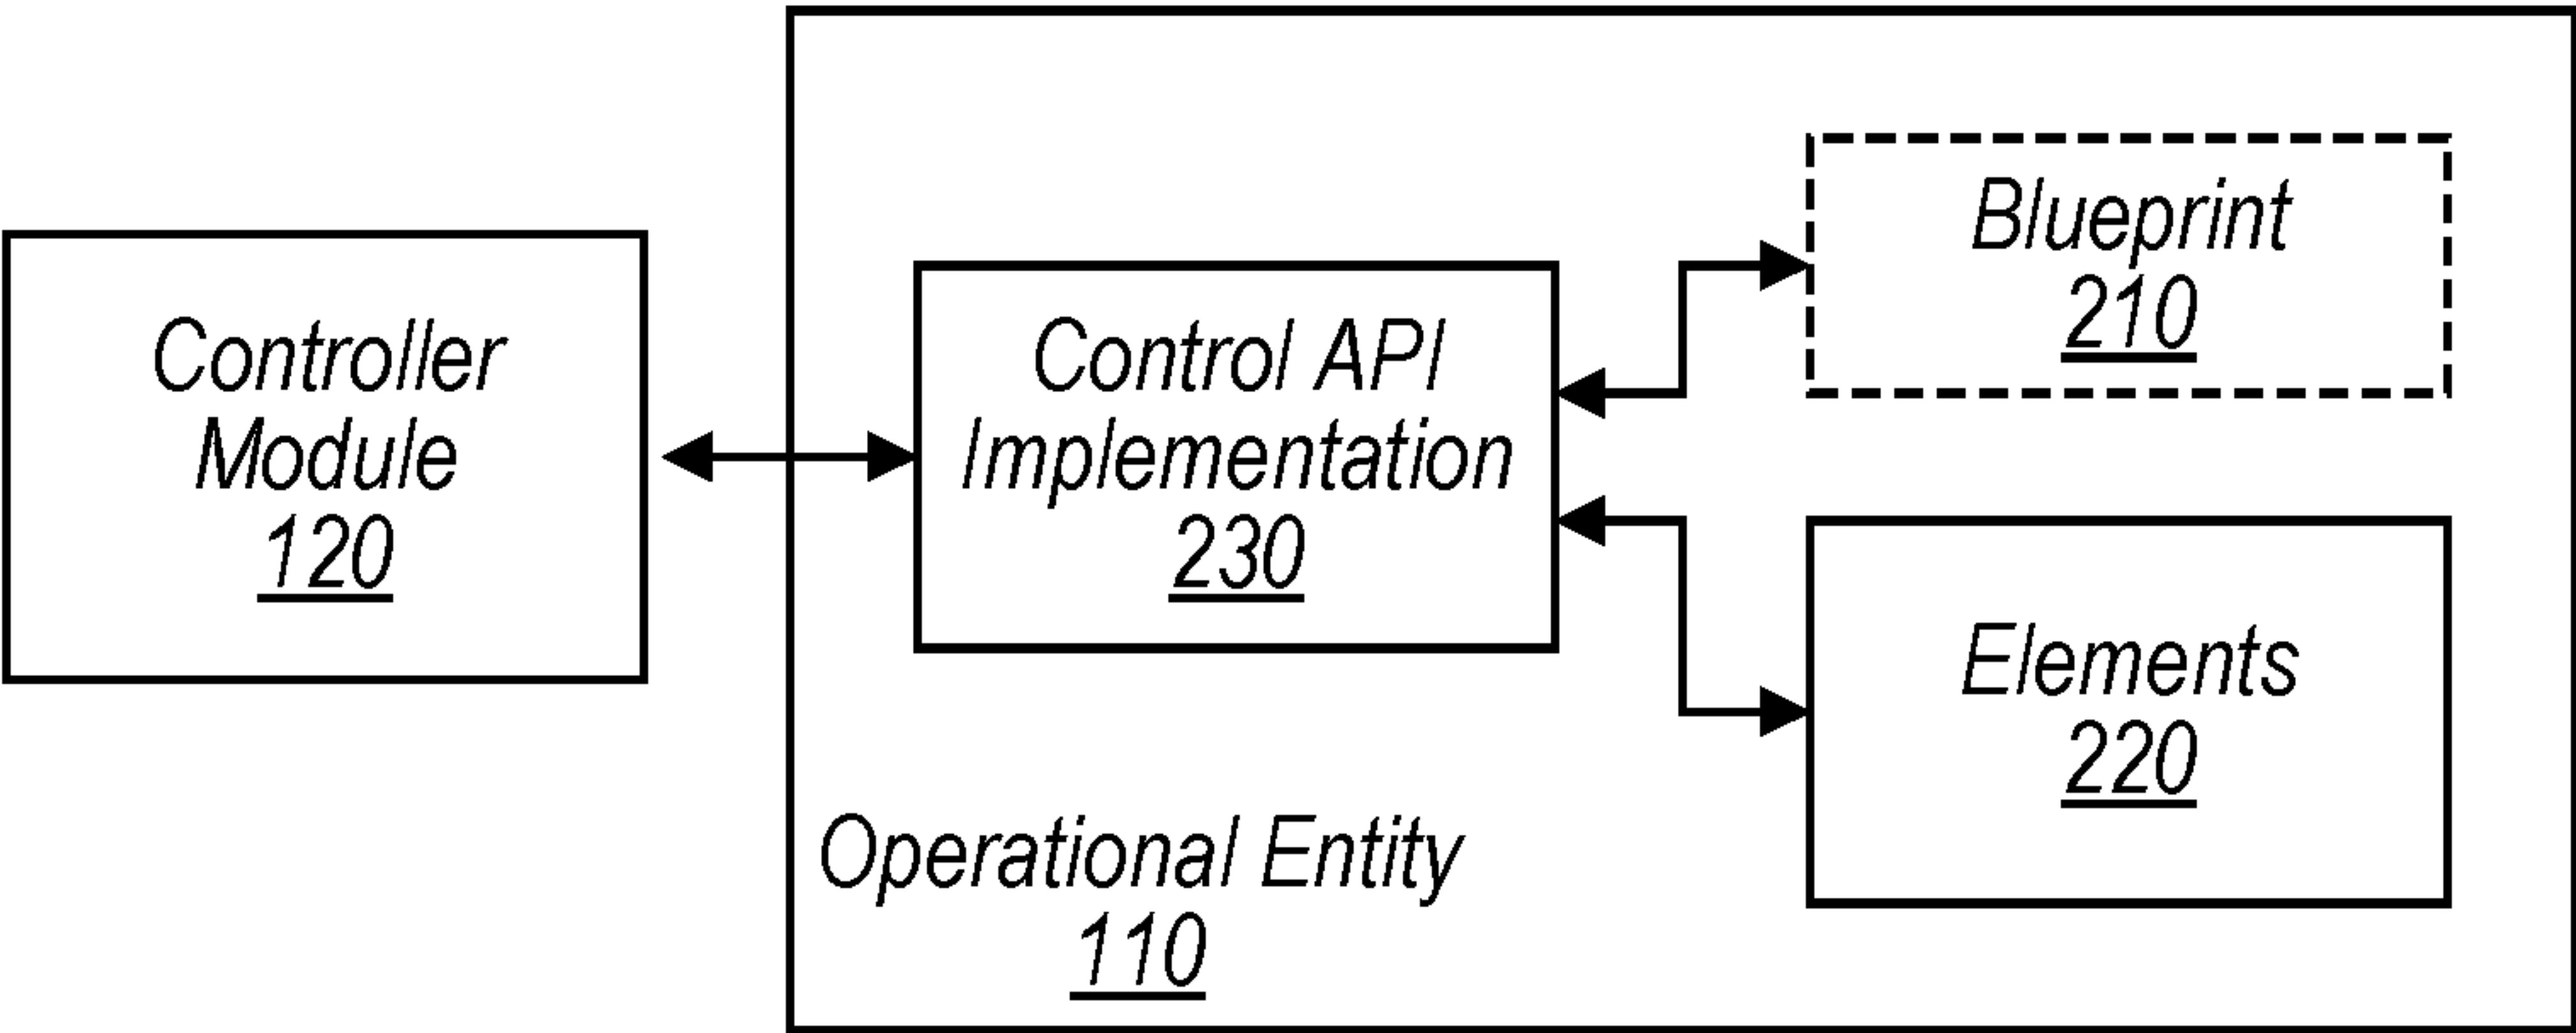 Controller
Module
120
Control API
Implementation
230
Blueprint
210
Elements
220
Operational Entity
110